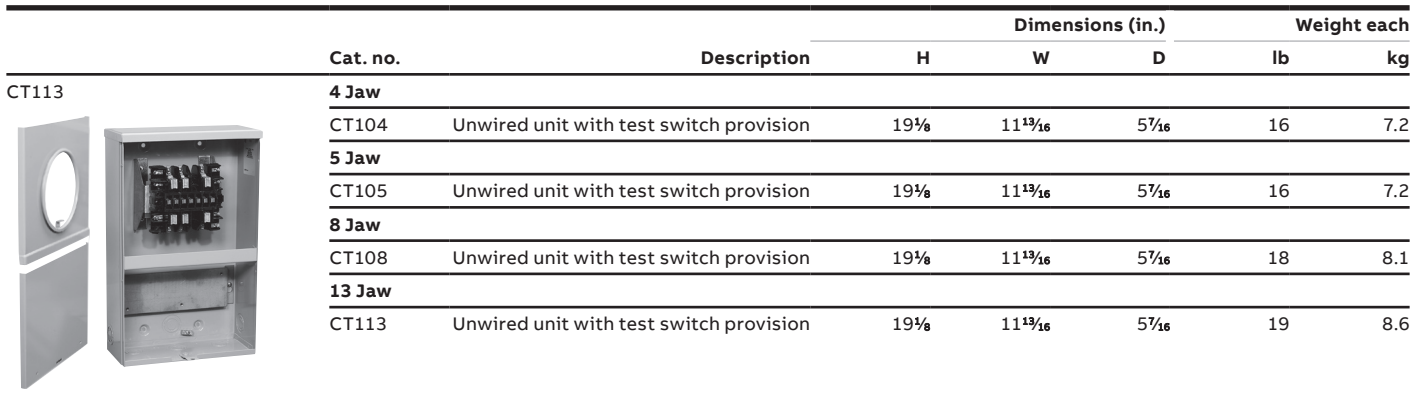 Dimensions (in.) Weight each
Cat. no. Description H W D lb kg
CT113 4 Jaw
CT104 Unwired unit with test switch provision 19⅛ 11¹³⁄₁₆ 5⁷⁄₁₆ 16 7.2
5 Jaw
CT105 Unwired unit with test switch provision 19⅛ 11¹³⁄₁₆ 5⁷⁄₁₆ 16 7.2
8 Jaw
CT108 Unwired unit with test switch provision 19⅛ 11¹³⁄₁₆ 5⁷⁄₁₆ 18 8.1
13 Jaw
CT113 Unwired unit with test switch provision 19⅛ 11¹³⁄₁₆ 5⁷⁄₁₆ 19 8.6